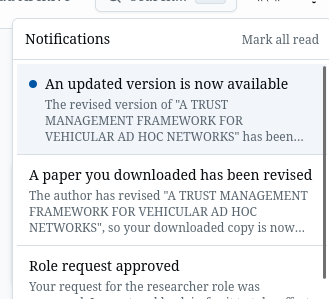 Notifications
Mark all read
An updated version is now available
The revised version of "A TRUST
MANAGEMENT FRAMEWORK FOR
VEHICULAR AD HOC NETWORKS" has been…
A paper you downloaded has been revised
The author has revised "A TRUST MANAGEMENT
FRAMEWORK FOR VEHICULAR AD HOC
NETWORKS", so your downloaded copy is now…
Role request approved
Your request for the researcher role was